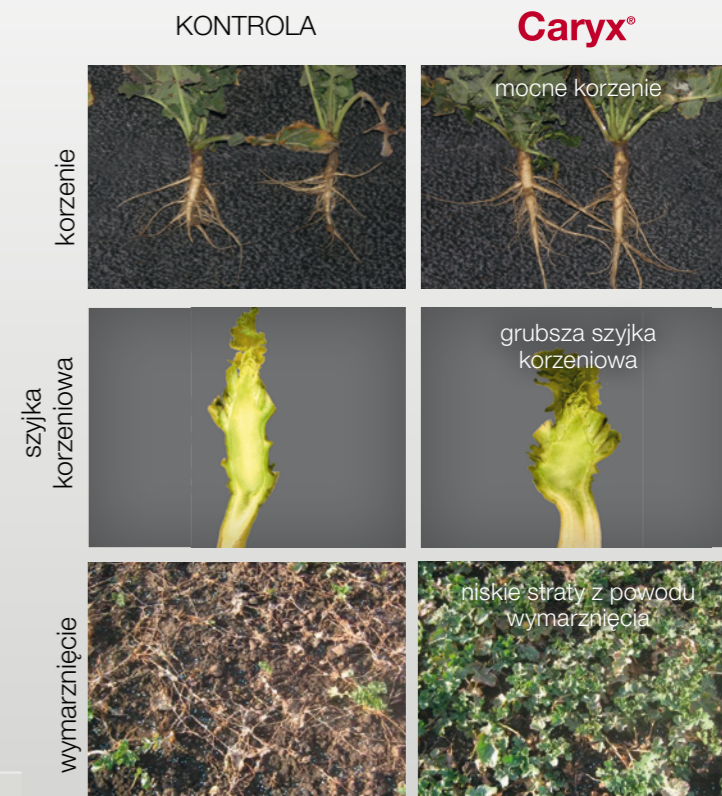 KONTROLA
Caryx®
korzenie
mocne korzenie
szyjka
korzeniowa
grubsza szyjka
korzeniowa
wymarznięcie
niskie straty z powodu
wymarznięcia